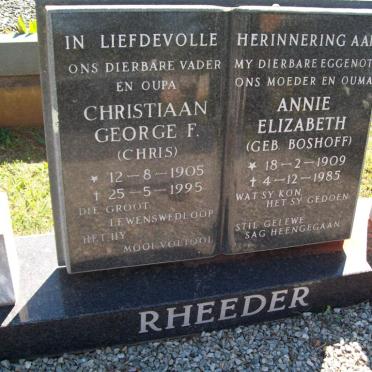 IN LIEFDEVOLLE
ONS DIERBARE VADER
EN OUPA
CHRISTIAAN
GEORGE F.
(CHRIS)
* 12-8-1905
† 25-5-1995
DIE GROOT
LEWENSWEDLOOP
HET HY
MOOI VOLTOOI
HERINNERING AAN
MY DIERBARE EGGENOTE
ONS MOEDER EN OUMA
ANNIE
ELIZABETH
(GEB BOSHOFF)
* 18-2-1909
† 4-12-1985
WAT SY KON
HET SY GEDOEN
STIL GELEWE
SAG HEENGEGAAN
RHEEDER